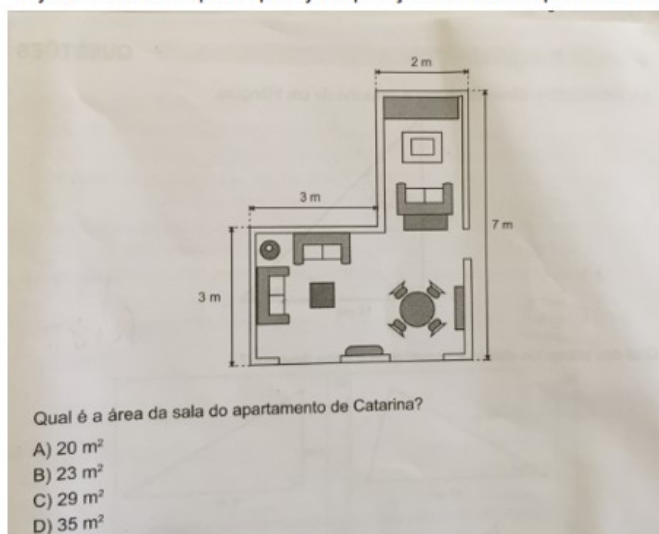 2 m
3 m
7 m
3 m
Qual é a área da sala do apartamento de Catarina?
A) 20 m²
B) 23 m²
C) 29 m²
D) 35 m²